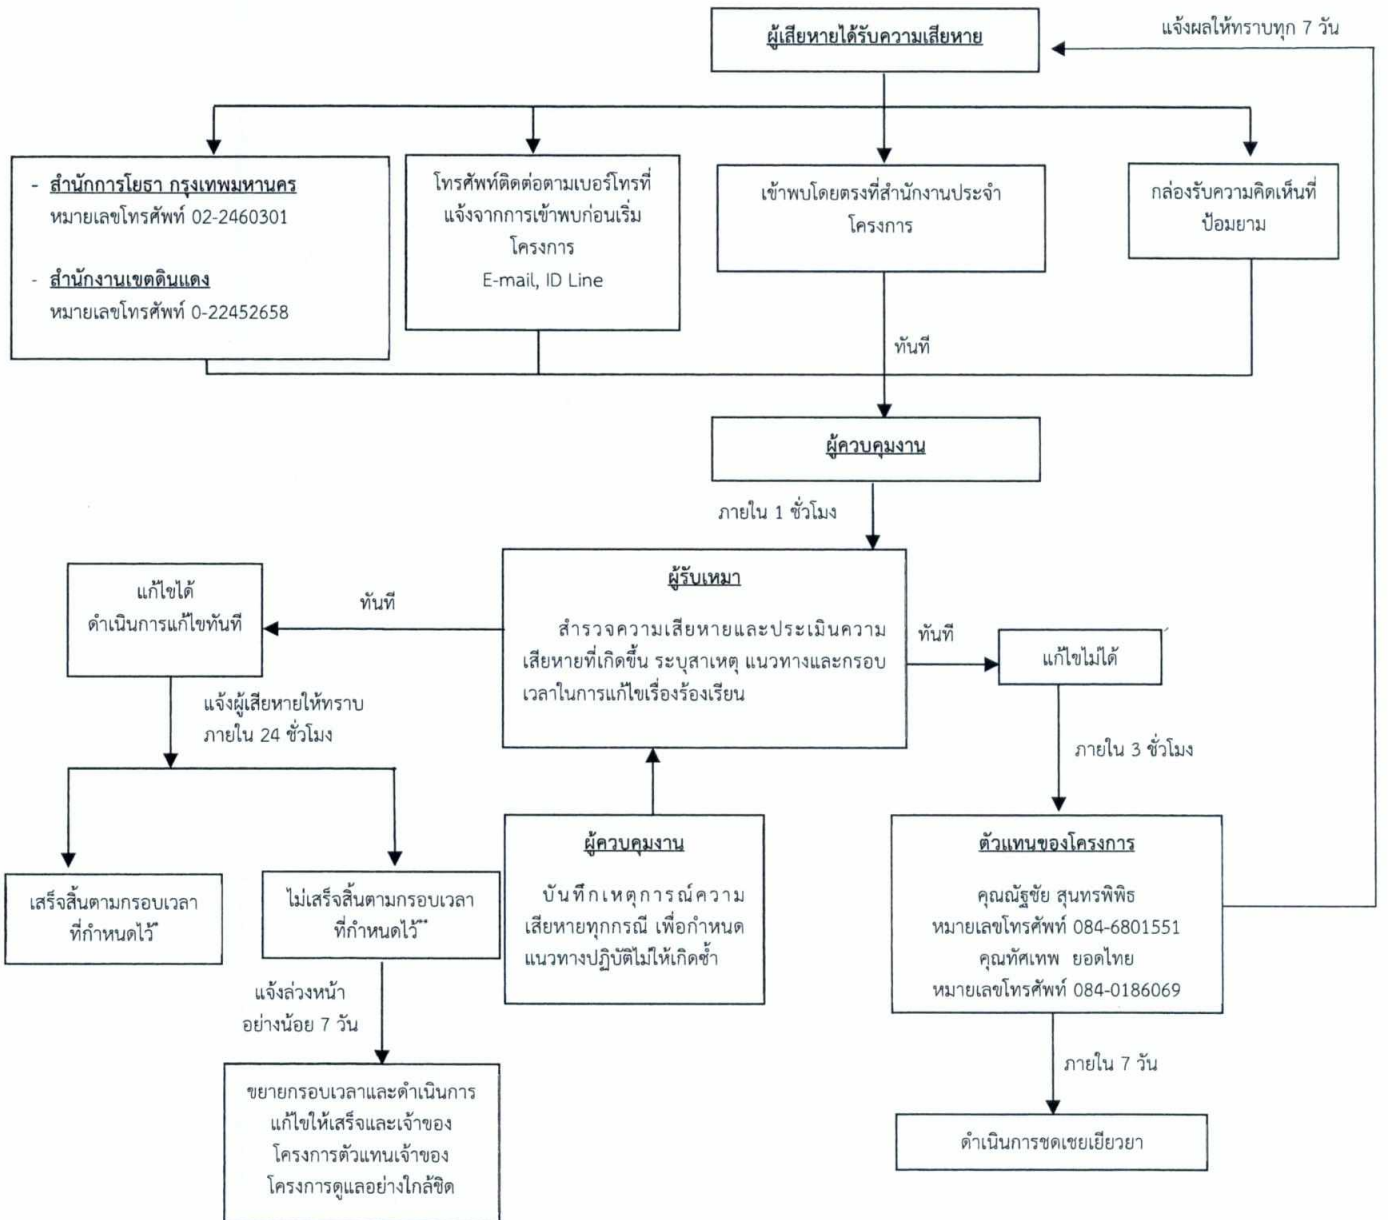 ผู้เสียหายได้รับความเสียหาย
แจ้งผลให้ทราบทุก 7 วัน
- สำนักการโยธา กรุงเทพมหานคร
หมายเลขโทรศัพท์ 02-2460301
- สำนักงานเขตดินแดง
หมายเลขโทรศัพท์ 0-22452658
โทรศัพท์ติดต่อตามเบอร์โทรที่
แจ้งจากการเข้าพบก่อนเริ่ม
โครงการ
E-mail, ID Line
เข้าพบโดยตรงที่สำนักงานประจำ
โครงการ
กล่องรับความคิดเห็นที่
ป้อมยาม
ทันที
ผู้ควบคุมงาน
ภายใน 1 ชั่วโมง
ผู้รับเหมา
สำรวจความเสียหายและประเมินความ
เสียหายที่เกิดขึ้น ระบุสาเหตุ แนวทางและกรอบ
เวลาในการแก้ไขเรื่องร้องเรียน
ทันที
แก้ไขได้
ดำเนินการแก้ไขทันที
ทันที
แก้ไขไม่ได้
แจ้งผู้เสียหายให้ทราบ
ภายใน 24 ชั่วโมง
ภายใน 3 ชั่วโมง
เสร็จสิ้นตามกรอบเวลา
ที่กำหนดไว้*
ไม่เสร็จสิ้นตามกรอบเวลา
ที่กำหนดไว้**
ผู้ควบคุมงาน
บันทึกเหตุการณ์ความ
เสียหายทุกกรณี เพื่อกำหนด
แนวทางปฏิบัติไม่ให้เกิดซ้ำ
ตัวแทนของโครงการ
คุณณัฐชัย สุนทรพิพิธ
หมายเลขโทรศัพท์ 084-6801551
คุณทัศเทพ ยอดไทย
หมายเลขโทรศัพท์ 084-0186069
แจ้งล่วงหน้า
อย่างน้อย 7 วัน
ภายใน 7 วัน
ขยายกรอบเวลาและดำเนินการ
แก้ไขให้เสร็จและเจ้าของ
โครงการตัวแทนเจ้าของ
โครงการดูแลอย่างใกล้ชิด
ดำเนินการชดเชยเยียวยา